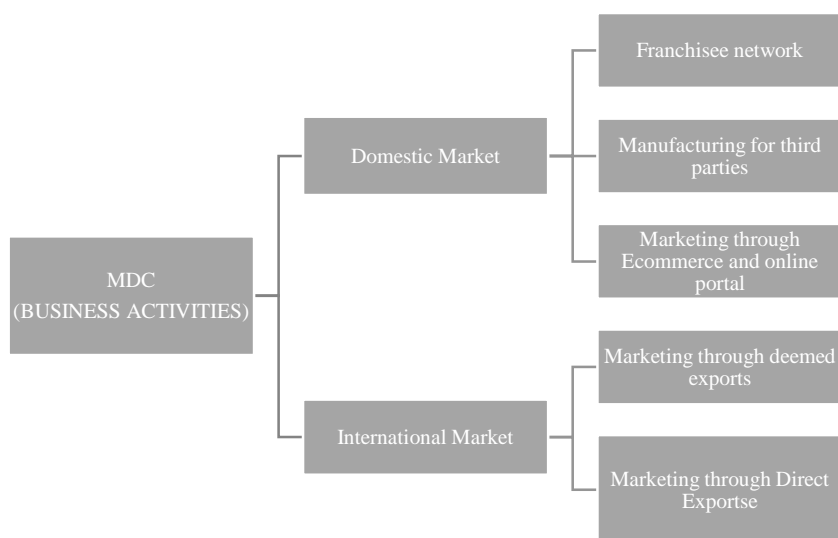 MDC
(BUSINESS ACTIVITIES)
Domestic Market
Franchisee network
Manufacturing for third
parties
Marketing through
Ecommerce and online
portal
International Market
Marketing through deemed
exports
Marketing through Direct
Exportse